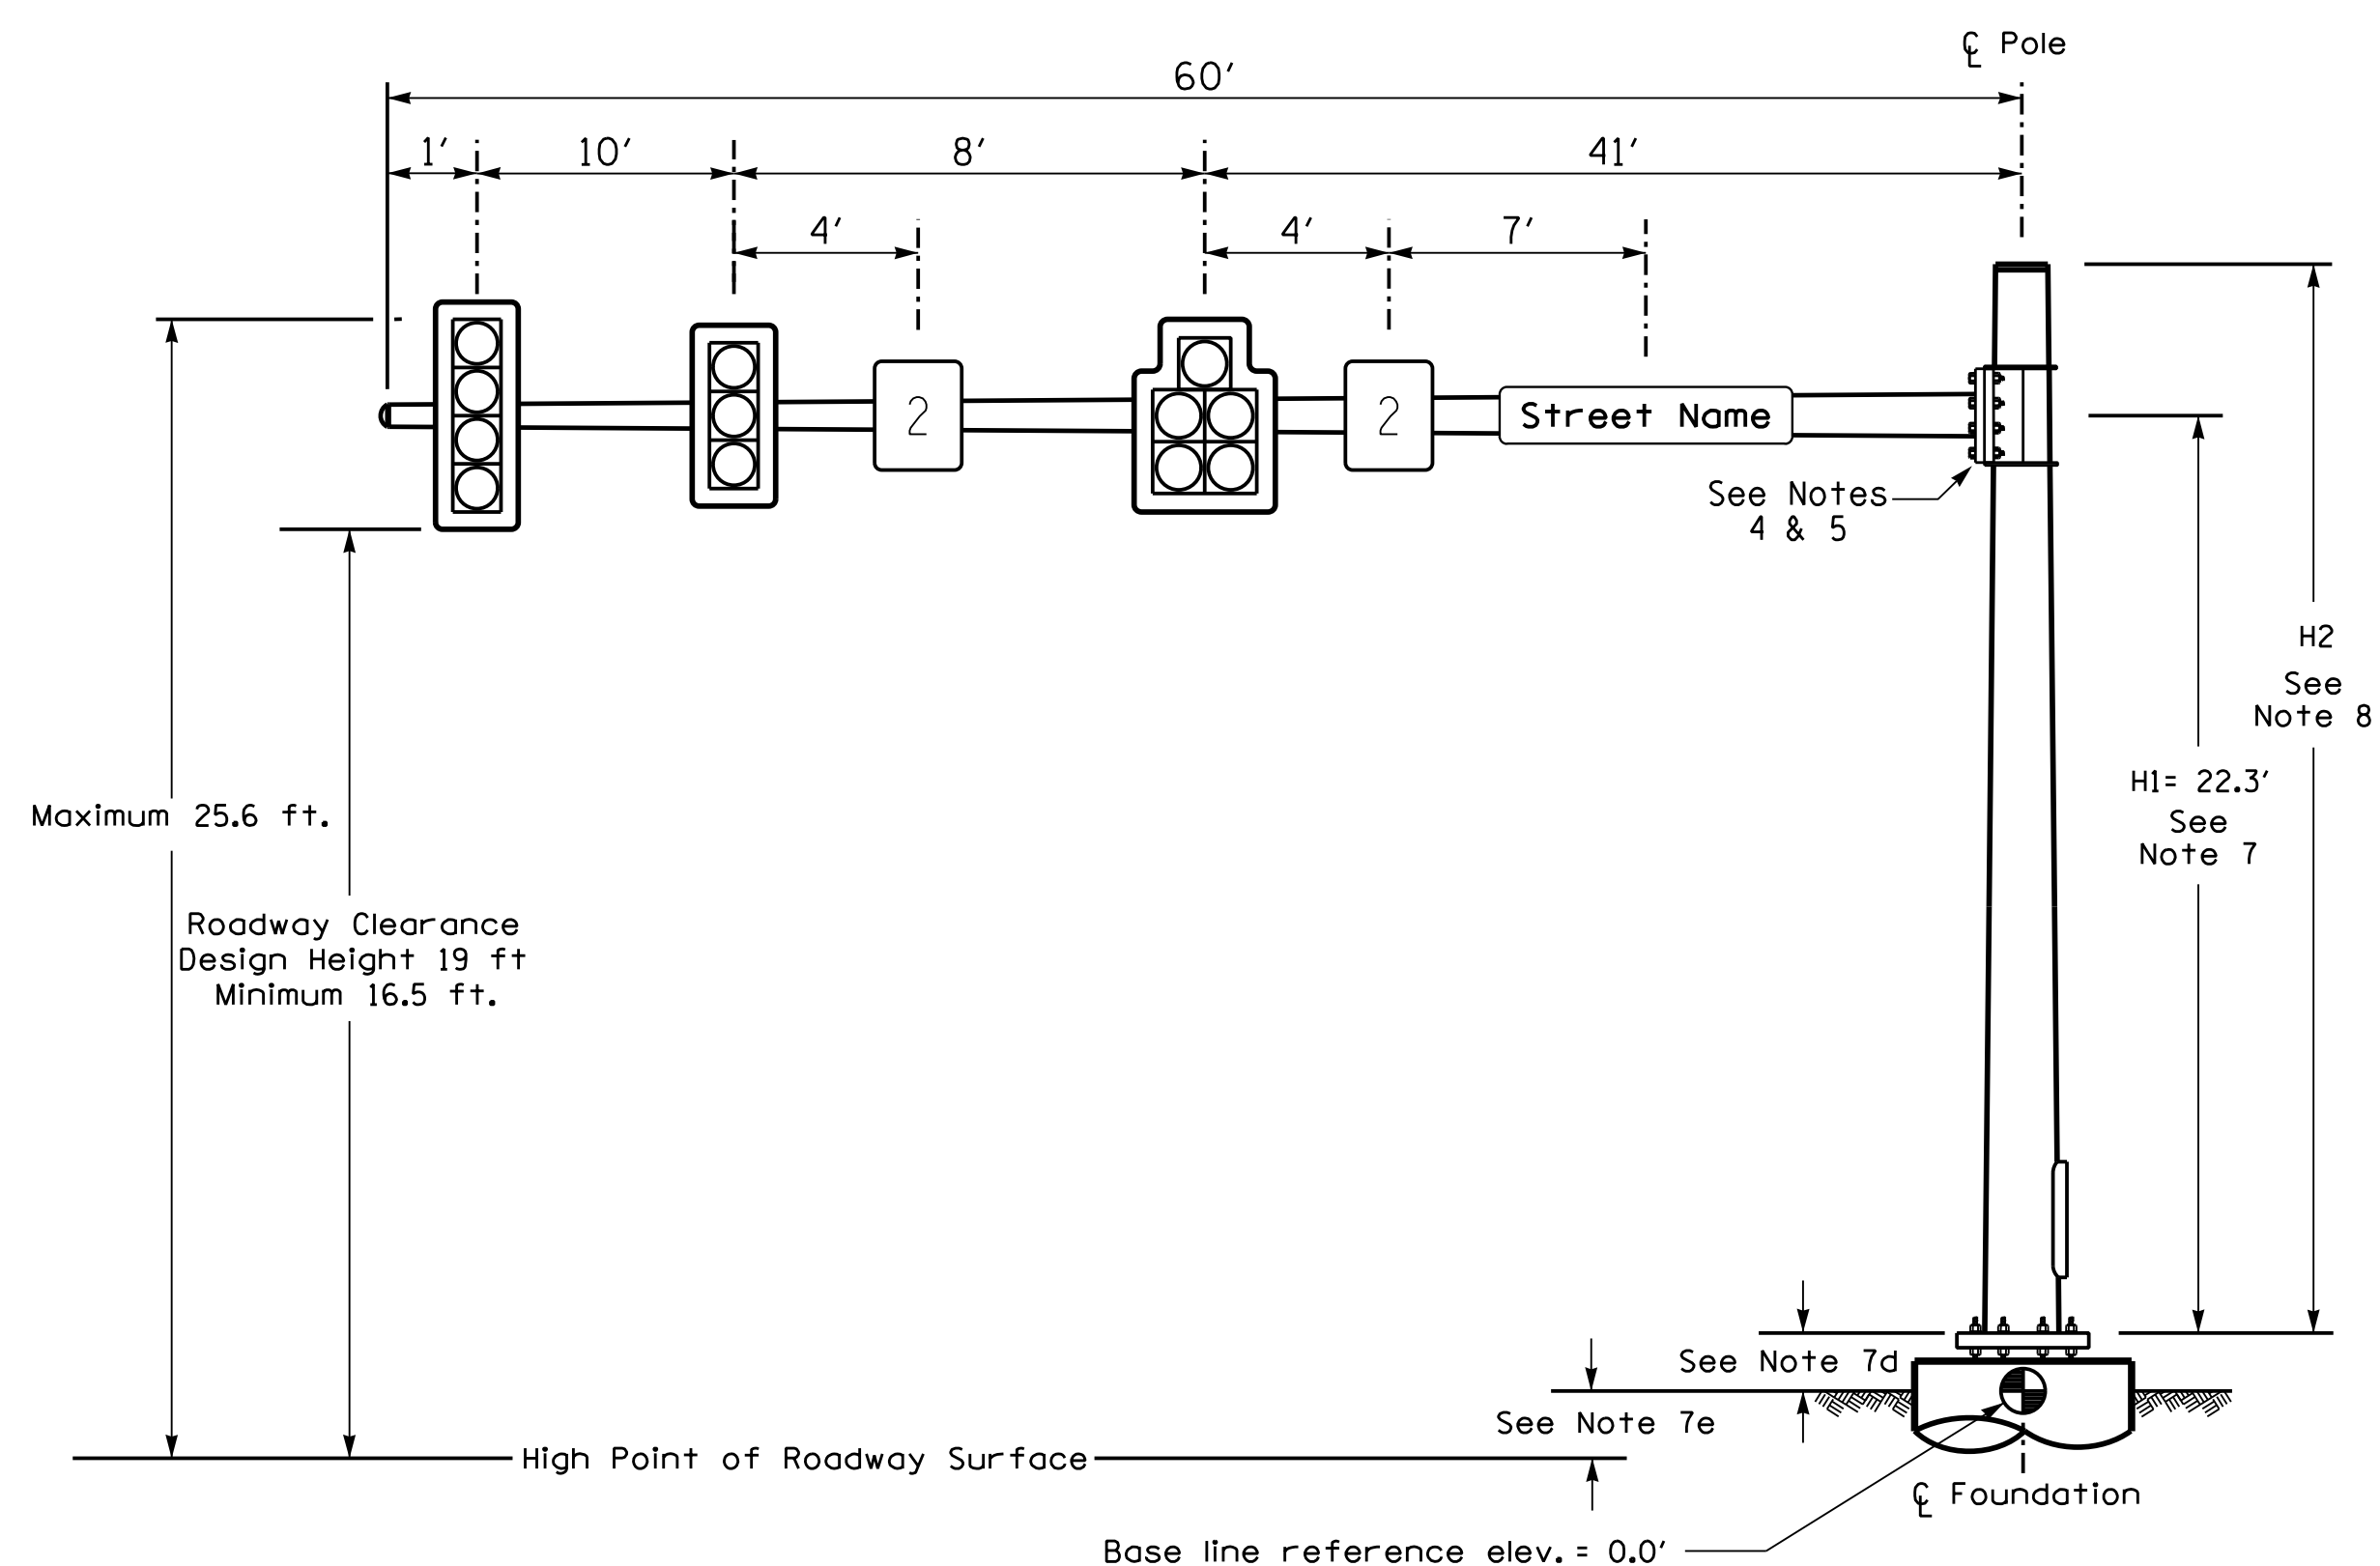 ℄ Pole
60′
1′ 10′ 8′ 41′
4′ 4′ 7′
2 2 Street Name
See Notes
4 & 5
H2
See
Note 8
H1= 22.3′
See
Note 7
Maximum 25.6 ft.
Roadway Clearance
Design Height 19 ft
Minimum 16.5 ft.
See Note 7d
See Note 7e
High Point of Roadway Surface
℄ Foundation
Base line reference elev. = 0.0′